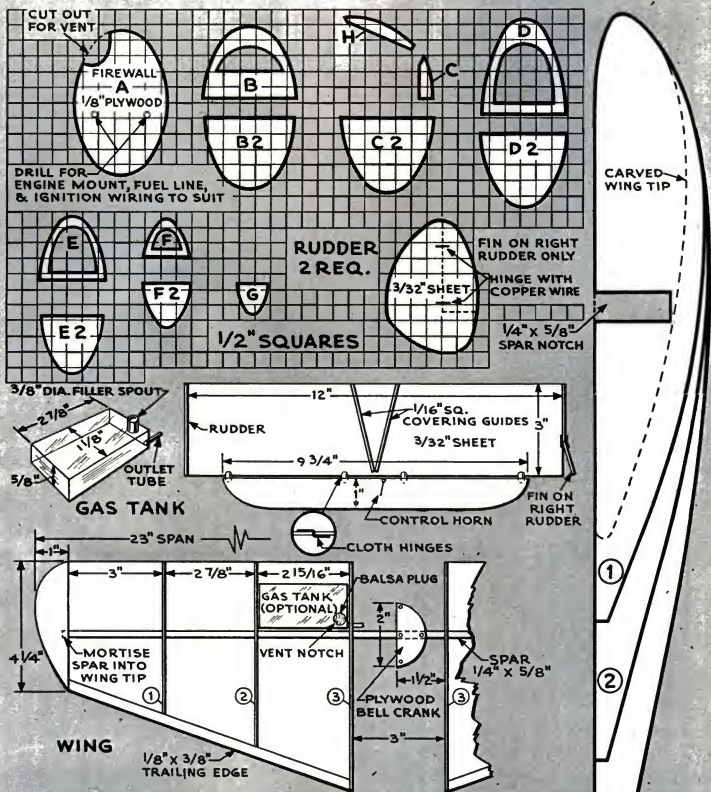 CUT OUT
FOR VENT
FIREWALL
A
1/8" PLYWOOD
DRILL FOR
ENGINE MOUNT, FUEL LINE,
& IGNITION WIRING TO SUIT
B
B2
H
C
C2
D
D2
E
E2
F
F2
G
RUDDER
2 REQ.
3/32" SHEET
FIN ON RIGHT
RUDDER ONLY
HINGE WITH
COPPER WIRE
1/2" SQUARES
CARVED
WING TIP
1/4" X 5/8"
SPAR NOTCH
1
2
3/8" DIA. FILLER SPOUT
2 7/8"
1 1/8"
5/8"
OUTLET
TUBE
GAS TANK
12"
RUDDER
1/16" SQ.
COVERING GUIDES
3/32" SHEET
3"
9 3/4"
1"
CONTROL HORN
CLOTH HINGES
FIN ON
RIGHT
RUDDER
23" SPAN
1"
3"
2 7/8"
2 15/16"
BALSA PLUG
GAS TANK
(OPTIONAL)
VENT NOTCH
2"
4 1/4"
MORTISE
SPAR INTO
WING TIP
1
2
3
1 1/2"
PLYWOOD
BELL CRANK
SPAR
1/4" X 5/8"
3
3"
WING
1/8" X 3/8"
TRAILING EDGE